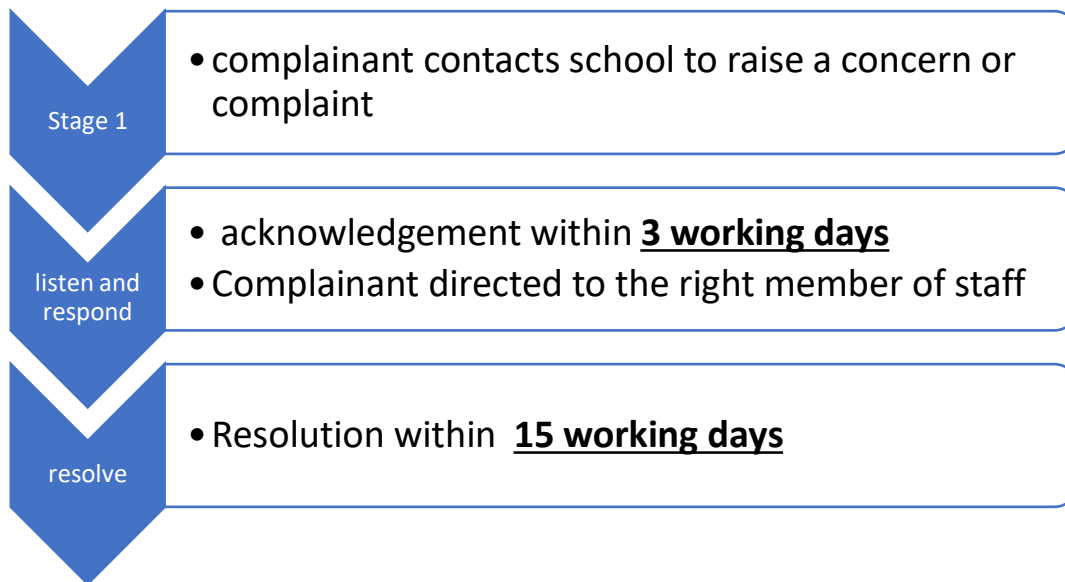 Stage 1
• complainant contacts school to raise a concern or
complaint
listen and
respond
• acknowledgement within 3 working days
• Complainant directed to the right member of staff
resolve
• Resolution within 15 working days